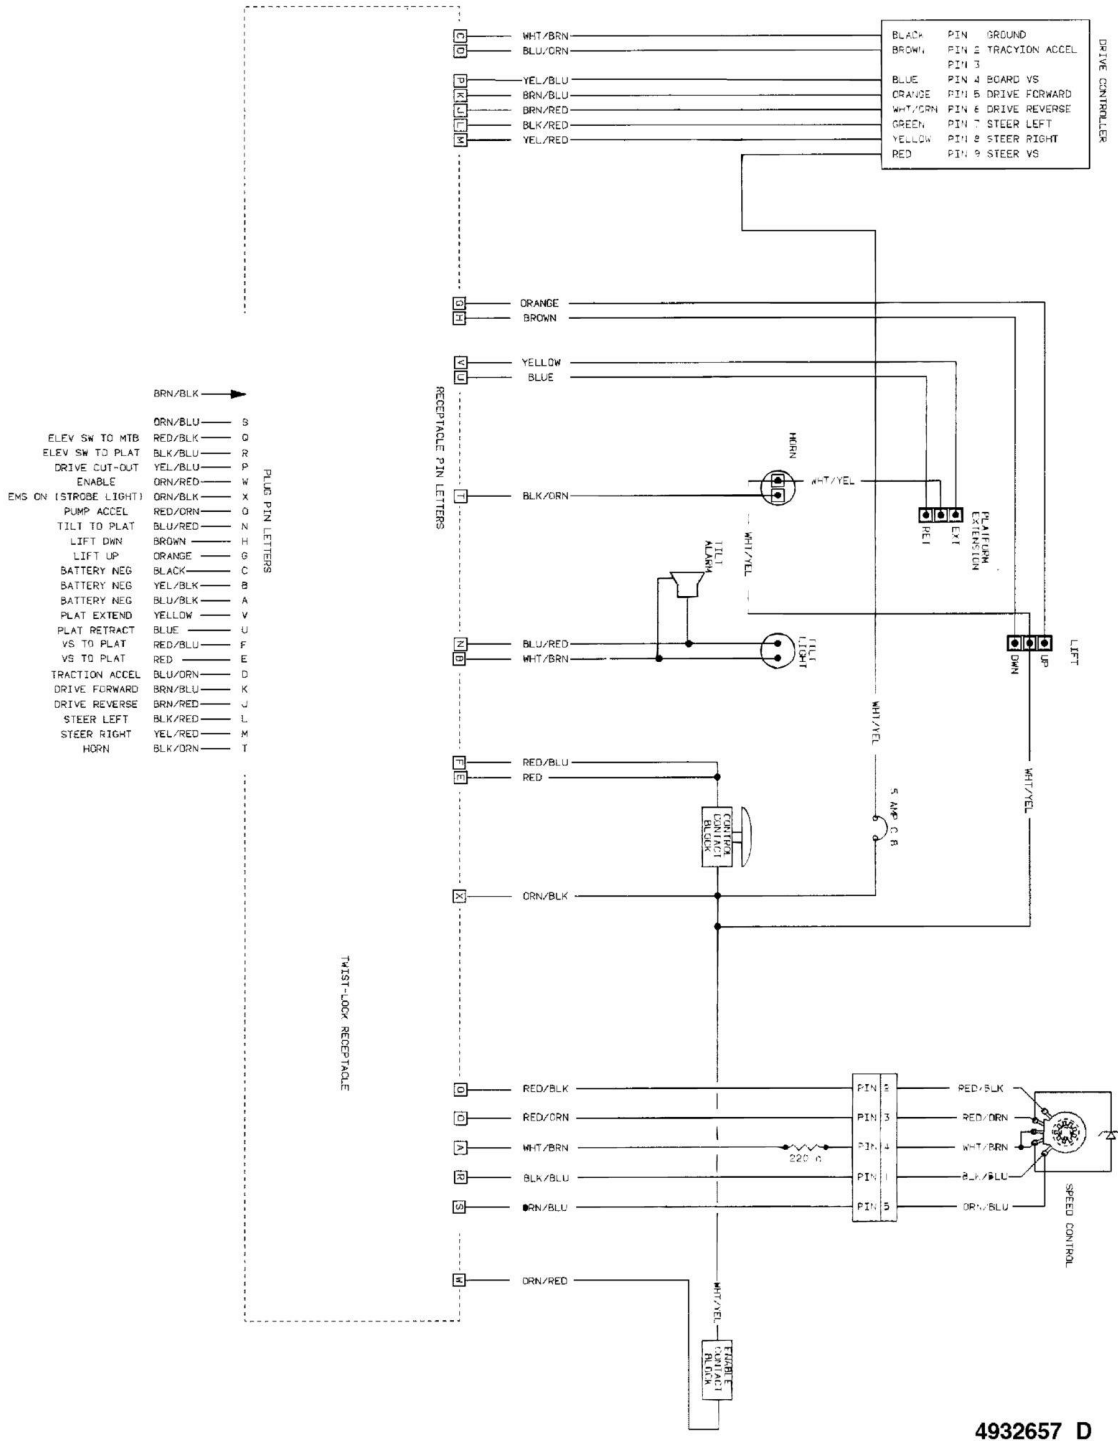 C WHT/BRN
D BLU/ORN
P YEL/BLU
K BRN/BLU
J BRN/RED
L BLK/RED
M YEL/RED
BLACK PIN GROUND
BROWN PIN 2 TRACYION ACCEL
PIN 3
BLUE PIN 4 BOARD VS
ORANGE PIN 5 DRIVE FORWARD
WHT/ORN PIN 6 DRIVE REVERSE
GREEN PIN 7 STEER LEFT
YELLOW PIN 8 STEER RIGHT
RED PIN 9 STEER VS
DRIVE CONTROLLER
G ORANGE
H BROWN
V YELLOW
U BLUE
RECEPTACLE PIN LETTERS
BRN/BLK
ORN/BLU S
ELEV SW TO MTB RED/BLK Q
ELEV SW TO PLAT BLK/BLU R
DRIVE CUT-OUT YEL/BLU P
ENABLE ORN/RED W
EMS ON (STROBE LIGHT) ORN/BLK X
PUMP ACCEL RED/ORN O
TILT TO PLAT BLU/RED N
LIFT DWN BROWN H
LIFT UP ORANGE G
BATTERY NEG BLACK C
BATTERY NEG YEL/BLK B
BATTERY NEG BLU/BLK A
PLAT EXTEND YELLOW V
PLAT RETRACT BLUE U
VS TO PLAT RED/BLU F
VS TO PLAT RED E
TRACTION ACCEL BLU/ORN D
DRIVE FORWARD BRN/BLU K
DRIVE REVERSE BRN/RED J
STEER LEFT BLK/RED L
STEER RIGHT YEL/RED M
HORN BLK/ORN T
PLUG PIN LETTERS
T BLK/ORN
HORN
WHT/YEL
WHT/YEL
RET
EXT
PLATFORM
EXTENSION
TILT
ALARM
N BLU/RED
B WHT/BRN
TILT
LIGHT
DWN
UP
LIFT
WHT/YEL
WHT/YEL
F RED/BLU
E RED
CONTROL
CONTACT
BLOCK
5 AMP C B
X ORN/BLK
TWIST-LOCK RECEPTACLE
RED/BLK PIN 2 RED/BLK
O RED/ORN PIN 3 RED/ORN
A WHT/BRN 220 PIN 4 WHT/BRN
R BLK/BLU PIN 1 BLK/BLU
S ORN/BLU PIN 5 ORN/BLU
SPEED CONTROL
W ORN/RED
WHT/YEL
ENABLE
CONTACT
BLOCK
4932657 D